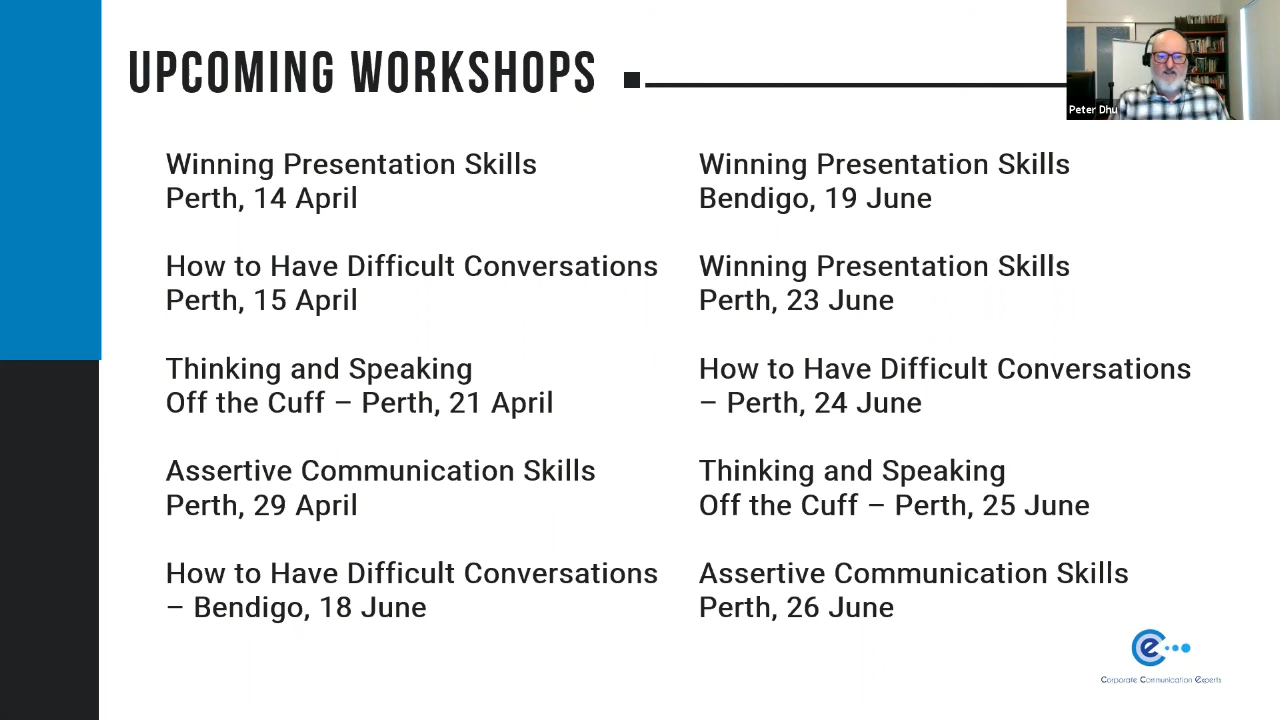 UPCOMING WORKSHOPS
Peter Dhu
Winning Presentation Skills
Perth, 14 April
How to Have Difficult Conversations
Perth, 15 April
Thinking and Speaking
Off the Cuff – Perth, 21 April
Assertive Communication Skills
Perth, 29 April
How to Have Difficult Conversations
– Bendigo, 18 June
Winning Presentation Skills
Bendigo, 19 June
Winning Presentation Skills
Perth, 23 June
How to Have Difficult Conversations
– Perth, 24 June
Thinking and Speaking
Off the Cuff – Perth, 25 June
Assertive Communication Skills
Perth, 26 June
Corporate Communication Experts